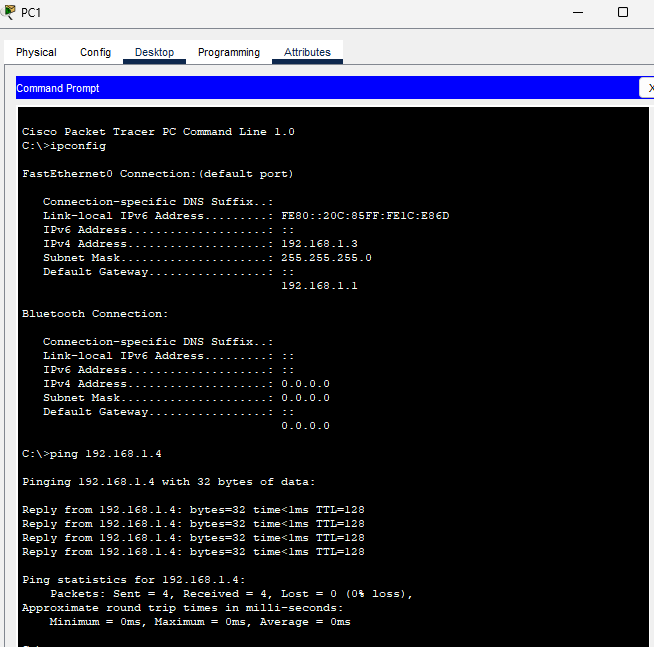 PC1
Physical Config Desktop Programming Attributes
Command Prompt
X
Cisco Packet Tracer PC Command Line 1.0
C:\>ipconfig
FastEthernet0 Connection:(default port)
Connection-specific DNS Suffix..:
Link-local IPv6 Address.........: FE80::20C:85FF:FE1C:E86D
IPv6 Address....................: ::
IPv4 Address....................: 192.168.1.3
Subnet Mask.....................: 255.255.255.0
Default Gateway.................: ::
192.168.1.1
Bluetooth Connection:
Connection-specific DNS Suffix..:
Link-local IPv6 Address.........: ::
IPv6 Address....................: ::
IPv4 Address....................: 0.0.0.0
Subnet Mask.....................: 0.0.0.0
Default Gateway.................: ::
0.0.0.0
C:\>ping 192.168.1.4
Pinging 192.168.1.4 with 32 bytes of data:
Reply from 192.168.1.4: bytes=32 time<1ms TTL=128
Reply from 192.168.1.4: bytes=32 time<1ms TTL=128
Reply from 192.168.1.4: bytes=32 time<1ms TTL=128
Reply from 192.168.1.4: bytes=32 time<1ms TTL=128
Ping statistics for 192.168.1.4:
Packets: Sent = 4, Received = 4, Lost = 0 (0% loss),
Approximate round trip times in milli-seconds:
Minimum = 0ms, Maximum = 0ms, Average = 0ms